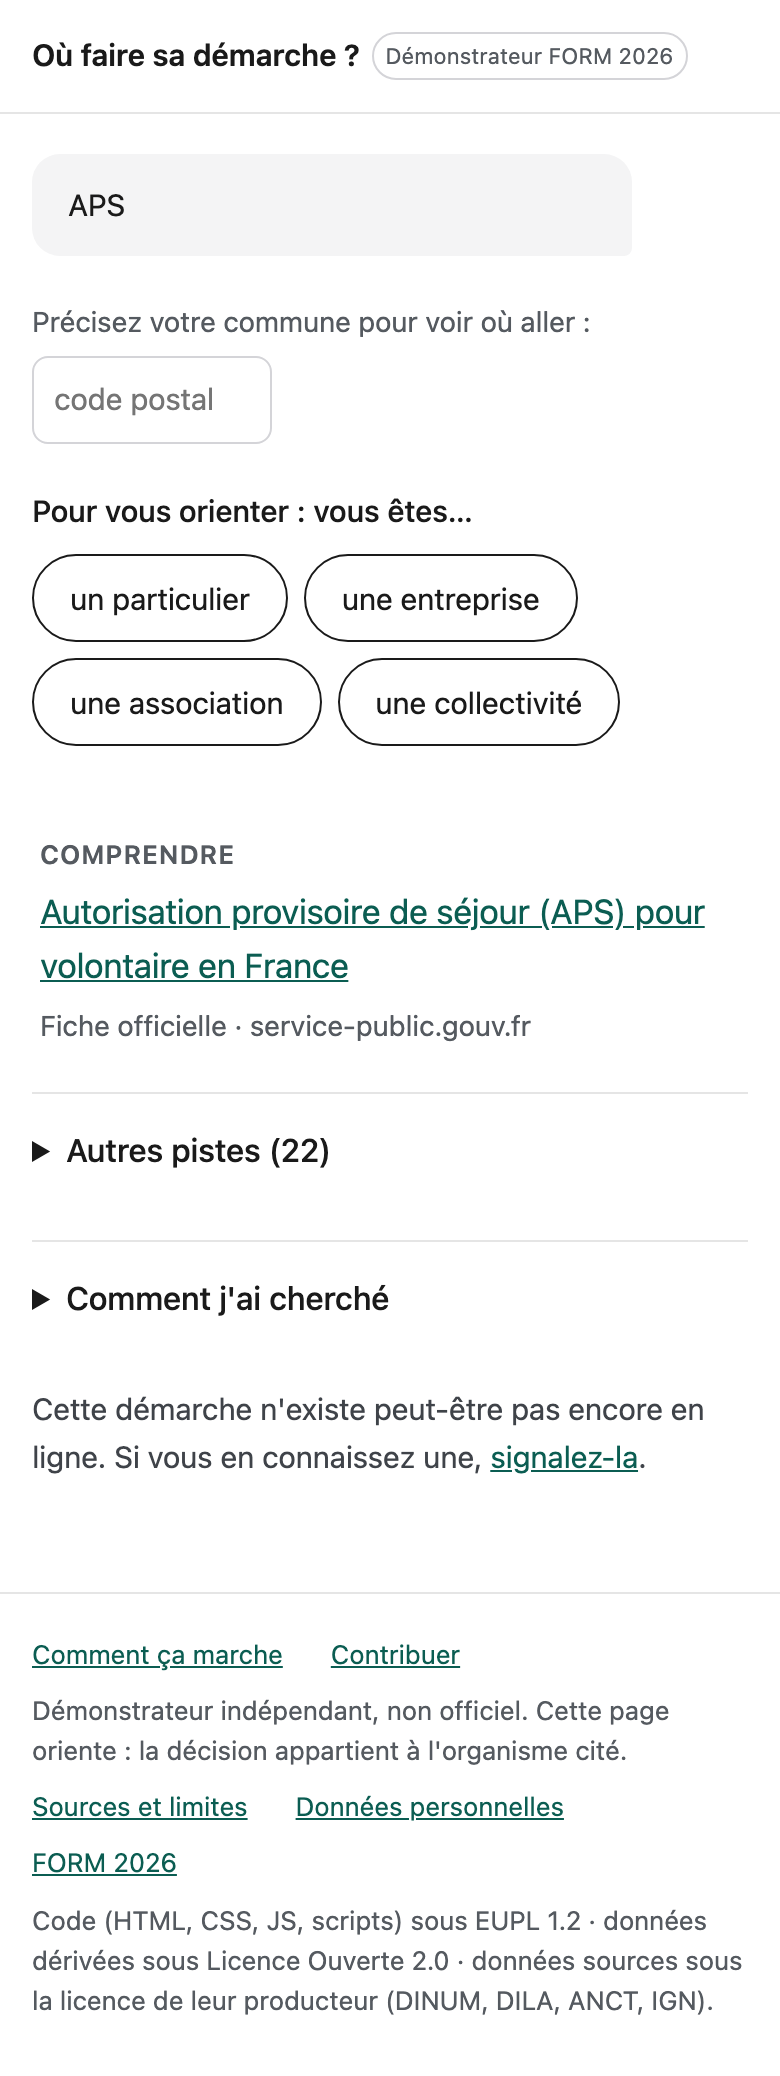 Où faire sa démarche ?
Démonstrateur FORM 2026
APS
Précisez votre commune pour voir où aller :
code postal
Pour vous orienter : vous êtes...
un particulier
une entreprise
une association
une collectivité
COMPRENDRE
Autorisation provisoire de séjour (APS) pour
volontaire en France
Fiche officielle · service-public.gouv.fr
Autres pistes (22)
Comment j'ai cherché
Cette démarche n'existe peut-être pas encore en
ligne. Si vous en connaissez une, signalez-la.
Comment ça marche
Contribuer
Démonstrateur indépendant, non officiel. Cette page
oriente : la décision appartient à l'organisme cité.
Sources et limites
Données personnelles
FORM 2026
Code (HTML, CSS, JS, scripts) sous EUPL 1.2 · données
dérivées sous Licence Ouverte 2.0 · données sources sous
la licence de leur producteur (DINUM, DILA, ANCT, IGN).